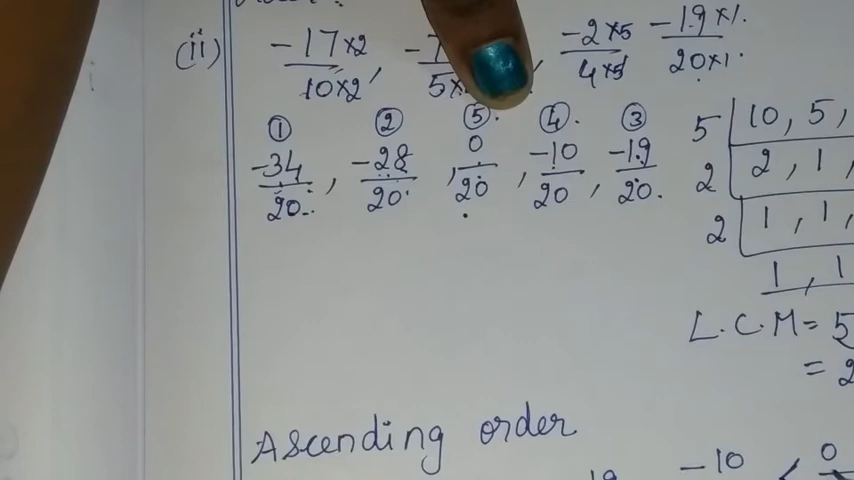 (ii) -17×2/10×2, -7/5× , -2×5/4×5 -19×1/20×1
① ② ⑤ ④ ③
-34/20, -28/20, 0/20, -10/20, -19/20
5 | 10, 5,
2 | 2, 1,
2 | 1, 1,
1, 1
L.C.M = 5
= 2
Ascending order
19 -10 < 0